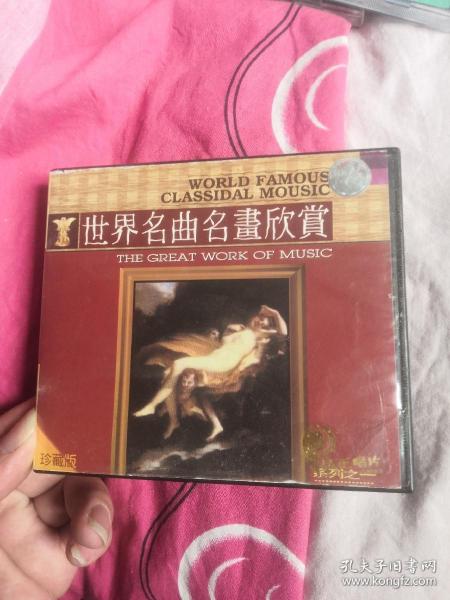 WORLD FAMOUS
CLASSIDAL MOUSIC
世界名曲名畫欣賞
THE GREAT WORK OF MUSIC
珍藏版
系列之一
孔夫子旧书网
www.kongfz.com